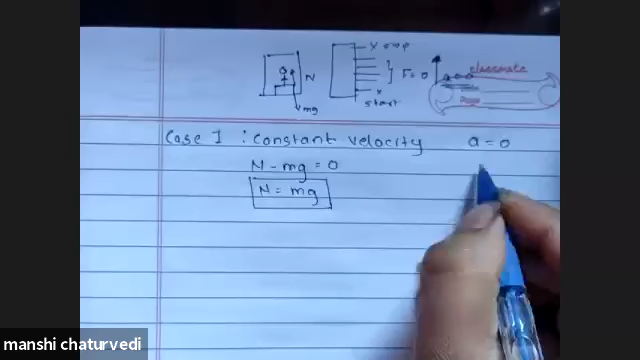 x stop
N
F=0
classmate
x
mg
start
Case I : Constant velocity a = 0
N - mg = 0
N = mg
manshi chaturvedi